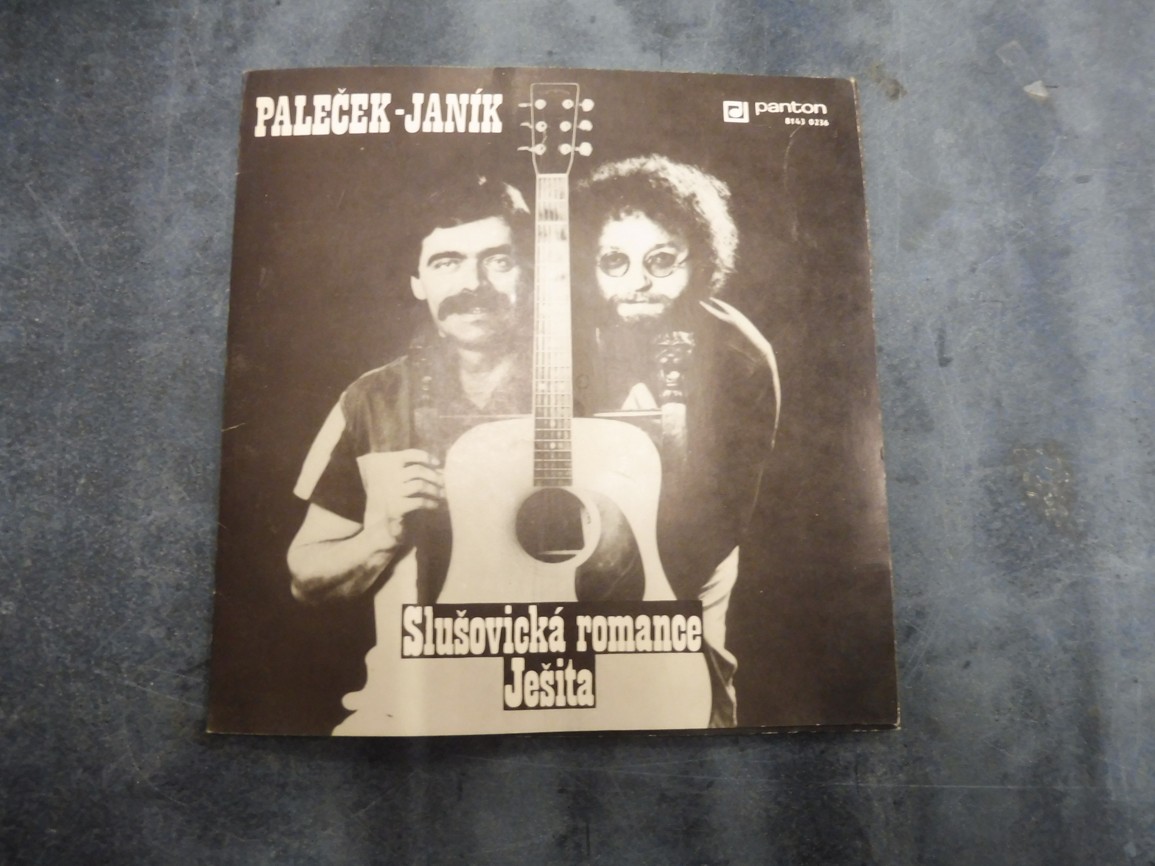 PALEČEK-JANÍK
panton
8143 0236
Slušovická romance
Ješita